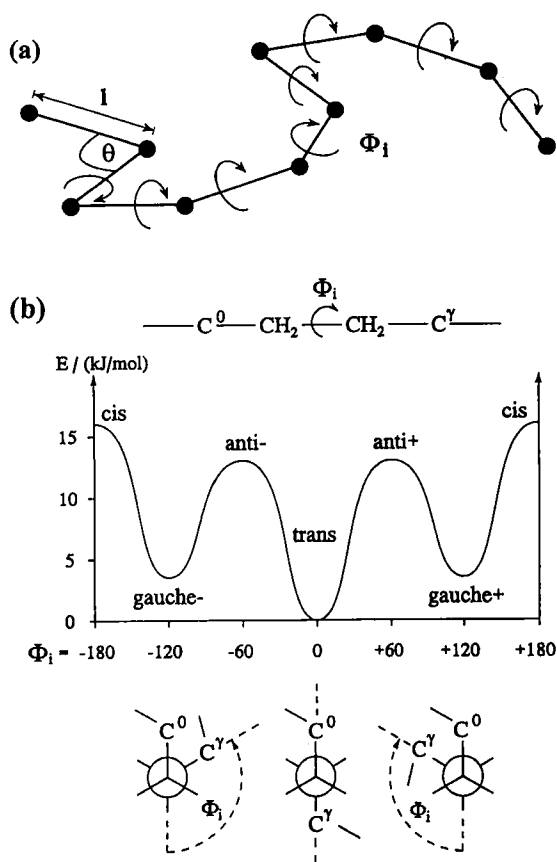 (a)
l
θ
Φi
(b)
Φi
C⁰ CH₂ CH₂ Cᵞ
E / (kJ/mol)
cis cis
15
anti- anti+
10
trans
5
gauche- gauche+
0
Φi = -180 -120 -60 0 +60 +120 +180
C⁰ C⁰ C⁰
Cᵞ Cᵞ
Φi Φi
Cᵞ